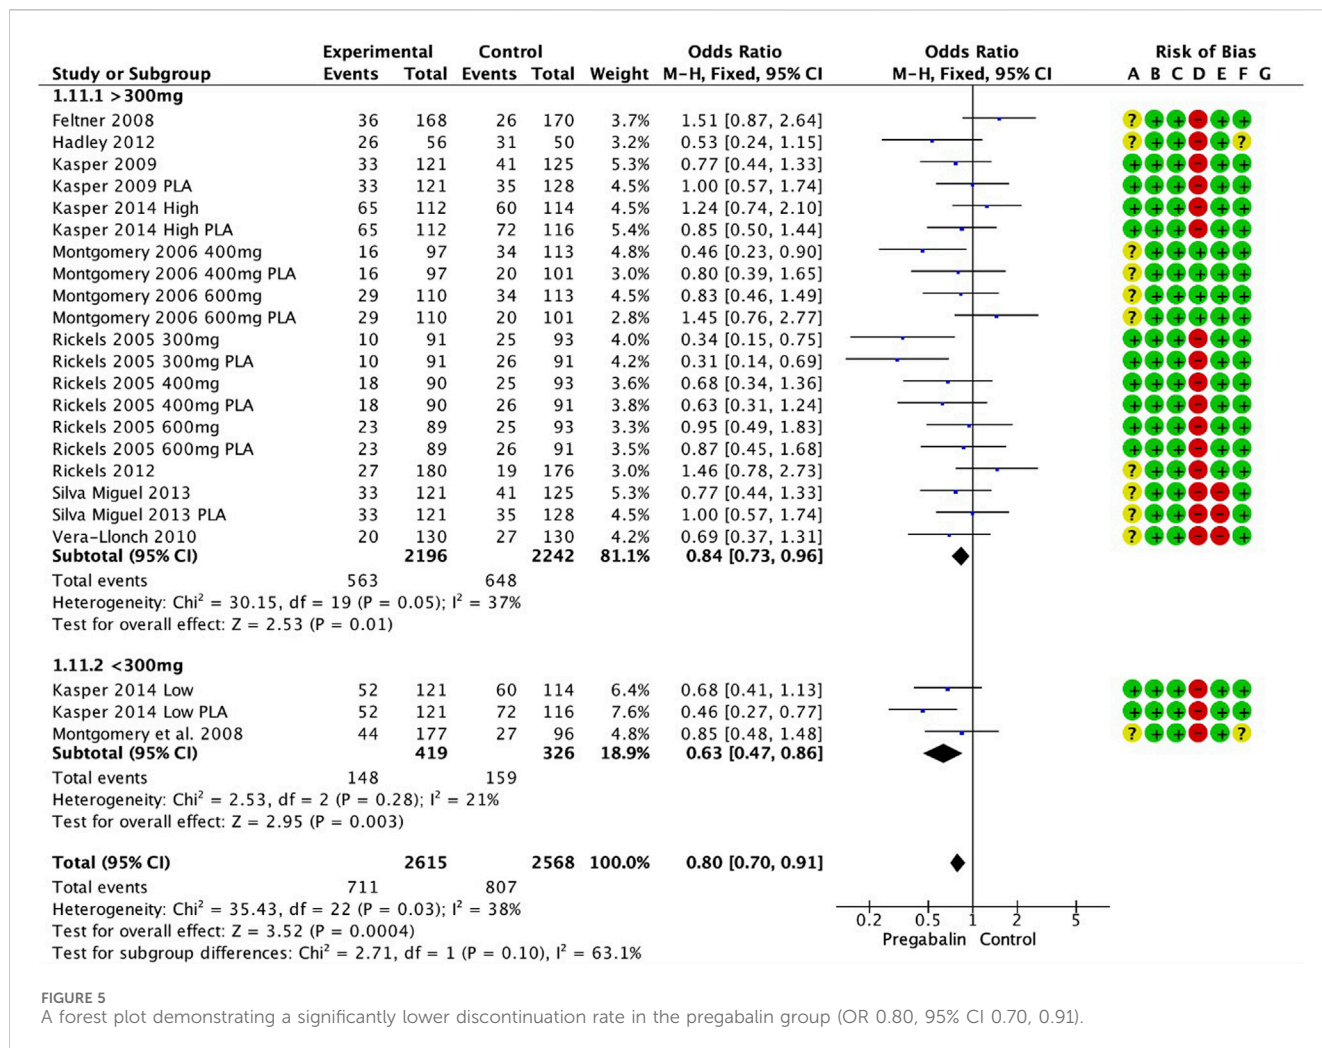 Experimental Control Odds Ratio Odds Ratio Risk of Bias
Study or Subgroup Events Total Events Total Weight M-H, Fixed, 95% CI M-H, Fixed, 95% CI A B C D E F G
1.11.1 >300mg
Feltner 2008 36 168 26 170 3.7% 1.51 [0.87, 2.64] ? + + - + +
Hadley 2012 26 56 31 50 3.2% 0.53 [0.24, 1.15] ? + + - + ?
Kasper 2009 33 121 41 125 5.3% 0.77 [0.44, 1.33] + + + - + +
Kasper 2009 PLA 33 121 35 128 4.5% 1.00 [0.57, 1.74] + + + - + +
Kasper 2014 High 65 112 60 114 4.5% 1.24 [0.74, 2.10] + + + - + +
Kasper 2014 High PLA 65 112 72 116 5.4% 0.85 [0.50, 1.44] + + + - + +
Montgomery 2006 400mg 16 97 34 113 4.8% 0.46 [0.23, 0.90] ? + + + + +
Montgomery 2006 400mg PLA 16 97 20 101 3.0% 0.80 [0.39, 1.65] ? + + + + +
Montgomery 2006 600mg 29 110 34 113 4.5% 0.83 [0.46, 1.49] ? + + + + +
Montgomery 2006 600mg PLA 29 110 20 101 2.8% 1.45 [0.76, 2.77] ? + + + + +
Rickels 2005 300mg 10 91 25 93 4.0% 0.34 [0.15, 0.75] + + + - + +
Rickels 2005 300mg PLA 10 91 26 91 4.2% 0.31 [0.14, 0.69] + + + - + +
Rickels 2005 400mg 18 90 25 93 3.6% 0.68 [0.34, 1.36] + + + - + +
Rickels 2005 400mg PLA 18 90 26 91 3.8% 0.63 [0.31, 1.24] + + + - + +
Rickels 2005 600mg 23 89 25 93 3.3% 0.95 [0.49, 1.83] + + + - + +
Rickels 2005 600mg PLA 23 89 26 91 3.5% 0.87 [0.45, 1.68] + + + - + +
Rickels 2012 27 180 19 176 3.0% 1.46 [0.78, 2.73] ? + + - + +
Silva Miguel 2013 33 121 41 125 5.3% 0.77 [0.44, 1.33] ? + + - - +
Silva Miguel 2013 PLA 33 121 35 128 4.5% 1.00 [0.57, 1.74] ? + + - - +
Vera-Llonch 2010 20 130 27 130 4.2% 0.69 [0.37, 1.31] ? + + - - +
Subtotal (95% CI) 2196 2242 81.1% 0.84 [0.73, 0.96]
Total events 563 648
Heterogeneity: Chi² = 30.15, df = 19 (P = 0.05); I² = 37%
Test for overall effect: Z = 2.53 (P = 0.01)
1.11.2 <300mg
Kasper 2014 Low 52 121 60 114 6.4% 0.68 [0.41, 1.13] + + + - + +
Kasper 2014 Low PLA 52 121 72 116 7.6% 0.46 [0.27, 0.77] + + + - + +
Montgomery et al. 2008 44 177 27 96 4.8% 0.85 [0.48, 1.48] ? + + - + ?
Subtotal (95% CI) 419 326 18.9% 0.63 [0.47, 0.86]
Total events 148 159
Heterogeneity: Chi² = 2.53, df = 2 (P = 0.28); I² = 21%
Test for overall effect: Z = 2.95 (P = 0.003)
Total (95% CI) 2615 2568 100.0% 0.80 [0.70, 0.91]
Total events 711 807
Heterogeneity: Chi² = 35.43, df = 22 (P = 0.03); I² = 38%
Test for overall effect: Z = 3.52 (P = 0.0004)
Test for subgroup differences: Chi² = 2.71, df = 1 (P = 0.10), I² = 63.1%
0.2 0.5 1 2 5
Pregabalin Control
FIGURE 5
A forest plot demonstrating a significantly lower discontinuation rate in the pregabalin group (OR 0.80, 95% CI 0.70, 0.91).